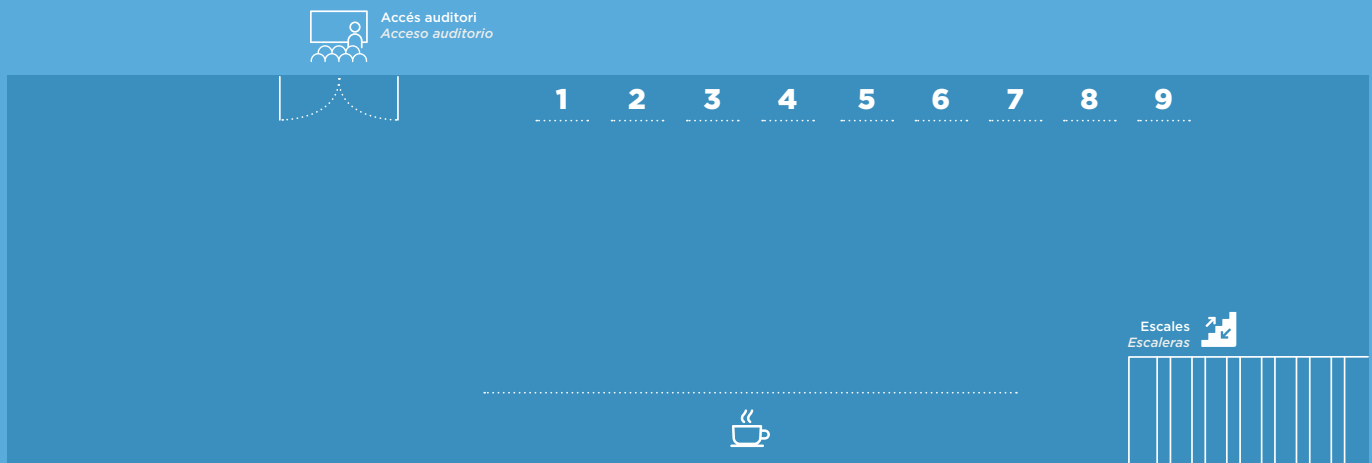 Accés auditori
Acceso auditorio
1 2 3 4 5 6 7 8 9
Escales
Escaleras